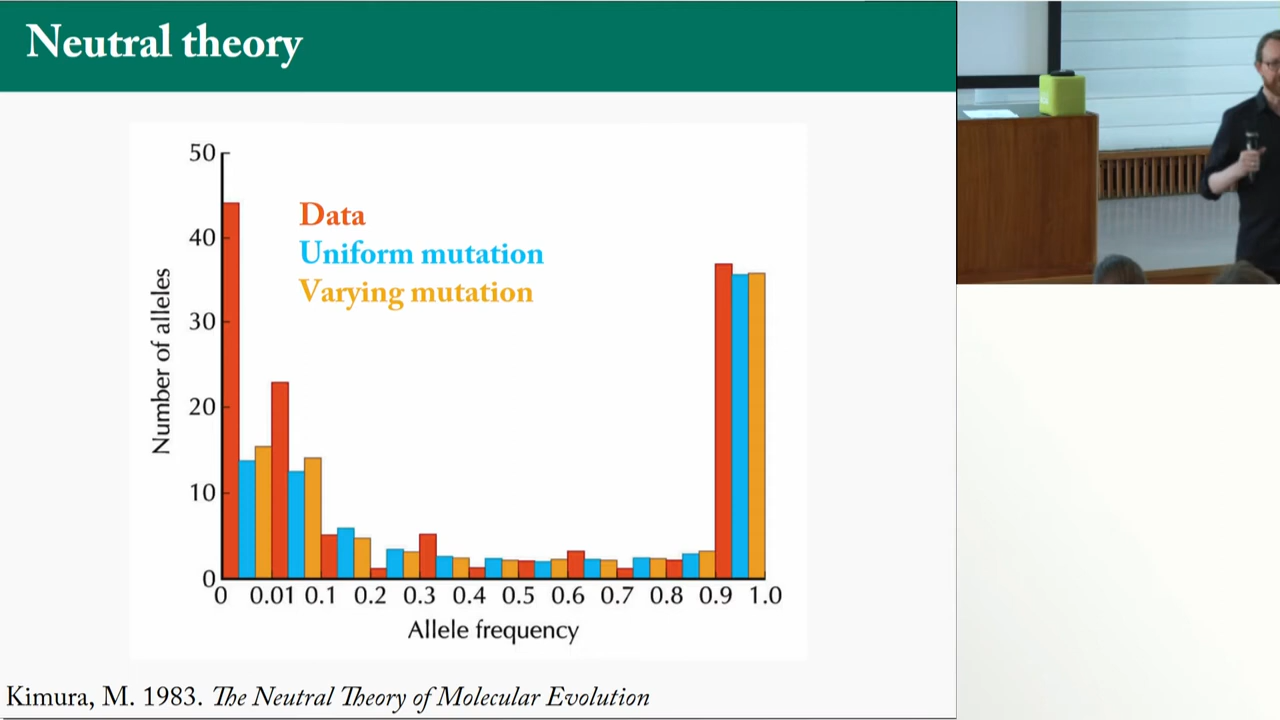 Neutral theory
50
40
30
20
10
0
Number of alleles
Data
Uniform mutation
Varying mutation
0 0.01 0.1 0.2 0.3 0.4 0.5 0.6 0.7 0.8 0.9 1.0
Allele frequency
Kimura, M. 1983. The Neutral Theory of Molecular Evolution